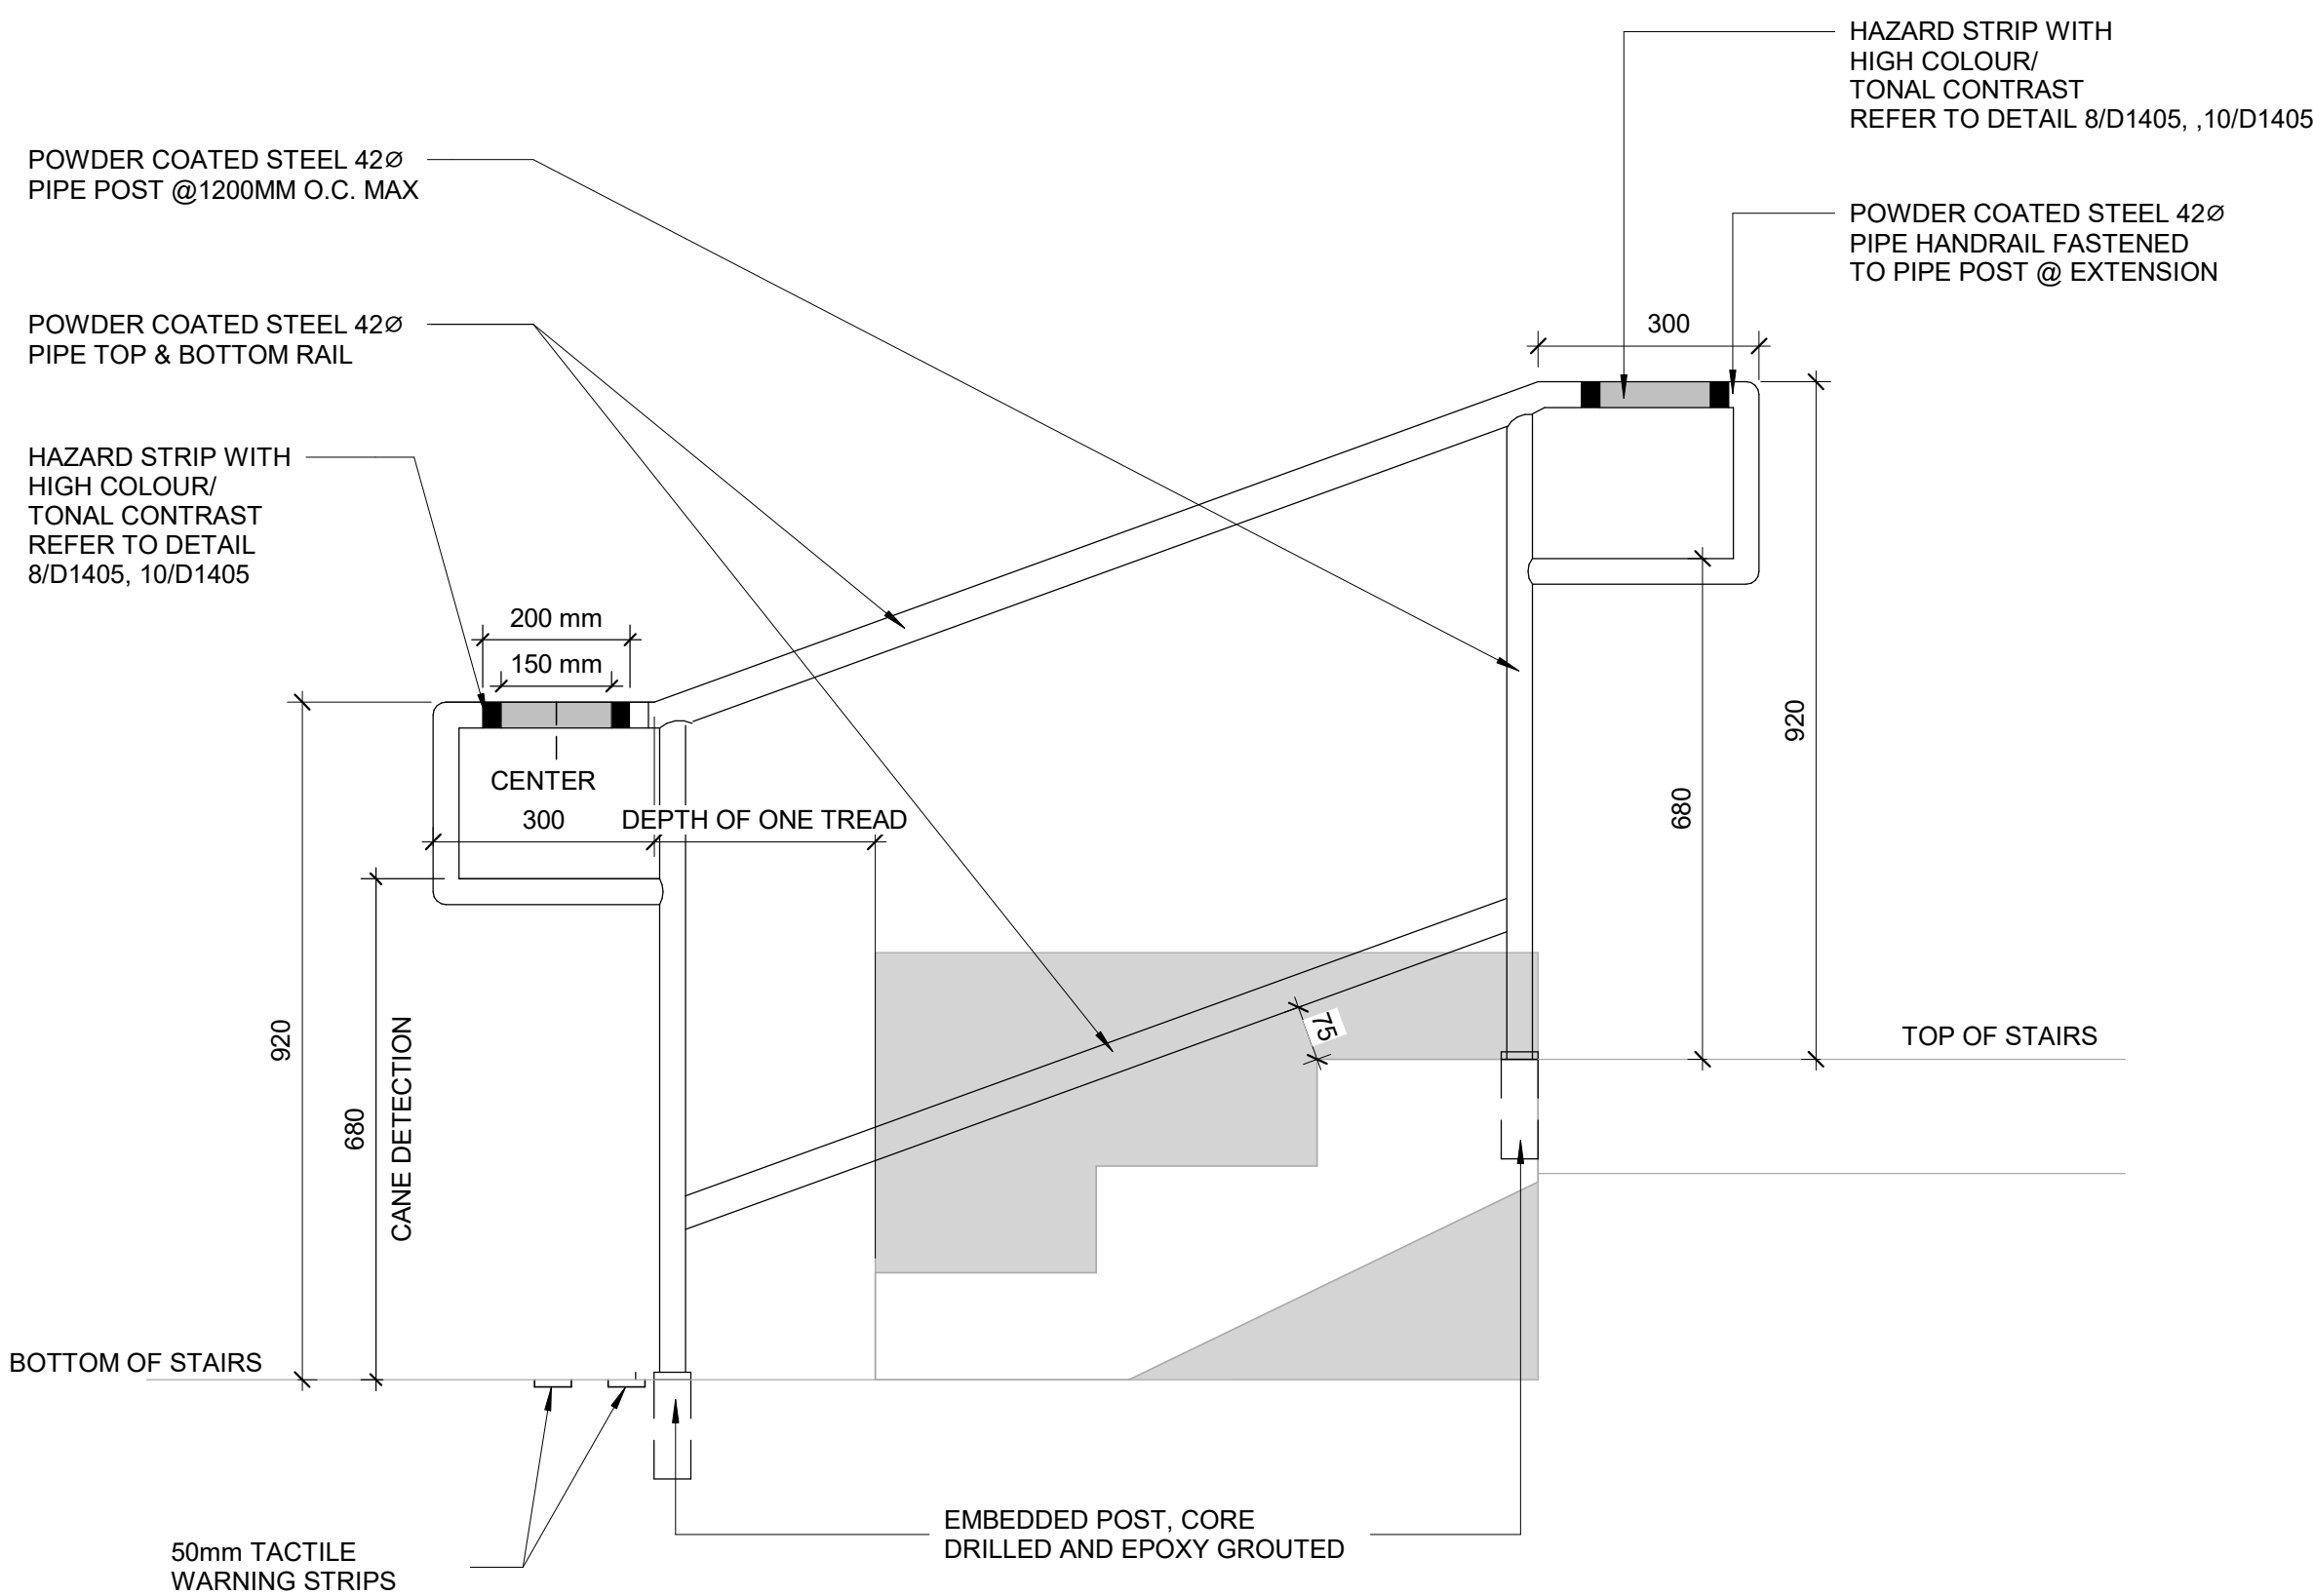 HAZARD STRIP WITH
HIGH COLOUR/
TONAL CONTRAST
REFER TO DETAIL 8/D1405, ,10/D1405
POWDER COATED STEEL 42∅
PIPE POST @1200MM O.C. MAX
POWDER COATED STEEL 42∅
PIPE HANDRAIL FASTENED
TO PIPE POST @ EXTENSION
POWDER COATED STEEL 42∅
PIPE TOP & BOTTOM RAIL
300
HAZARD STRIP WITH
HIGH COLOUR/
TONAL CONTRAST
REFER TO DETAIL
8/D1405, 10/D1405
200 mm
150 mm
CENTER
300
DEPTH OF ONE TREAD
920
680
920
680
CANE DETECTION
75
TOP OF STAIRS
BOTTOM OF STAIRS
EMBEDDED POST, CORE
DRILLED AND EPOXY GROUTED
50mm TACTILE
WARNING STRIPS